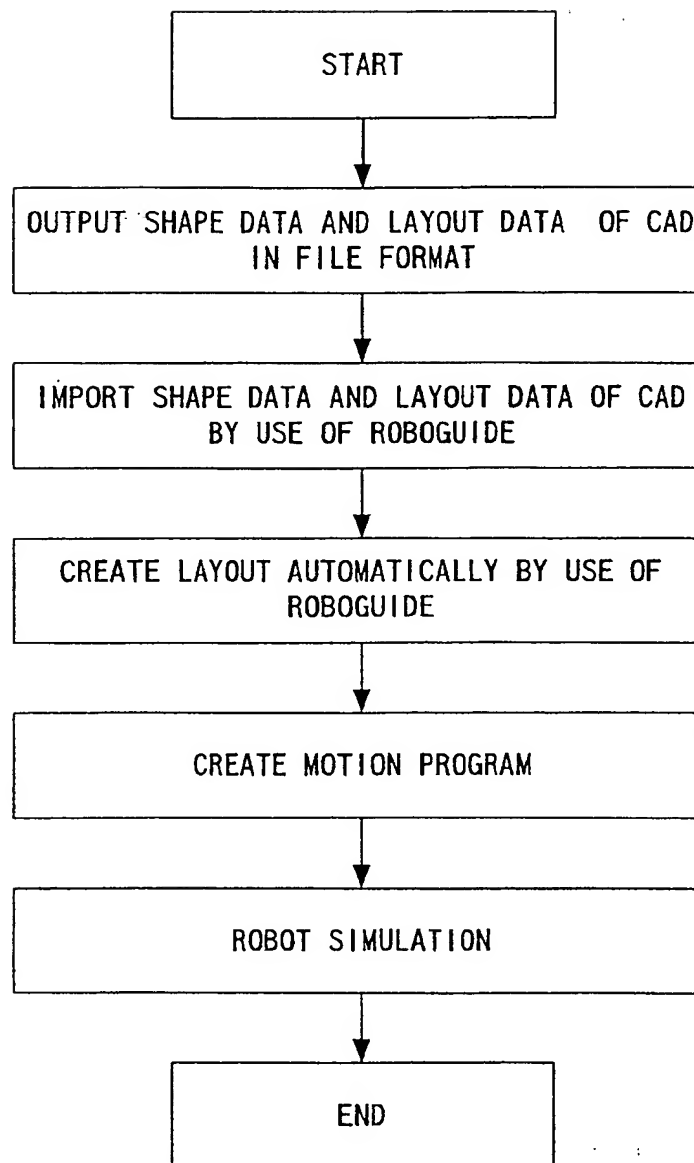 START
OUTPUT SHAPE DATA AND LAYOUT DATA OF CAD
IN FILE FORMAT
IMPORT SHAPE DATA AND LAYOUT DATA OF CAD
BY USE OF ROBOGUIDE
CREATE LAYOUT AUTOMATICALLY BY USE OF
ROBOGUIDE
CREATE MOTION PROGRAM
ROBOT SIMULATION
END